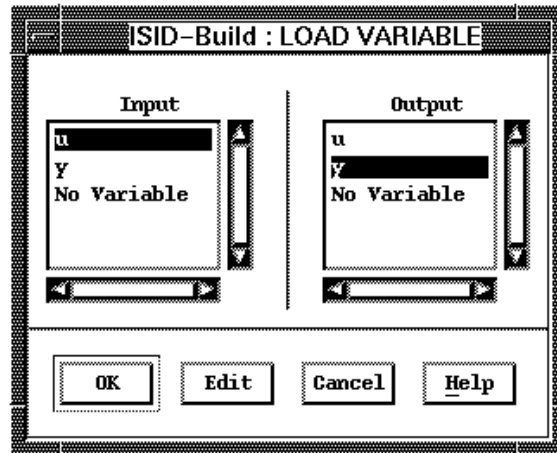 ISID-Build : LOAD VARIABLE
Input
Output
u
y
No Variable
u
y
No Variable
OK
Edit
Cancel
Help